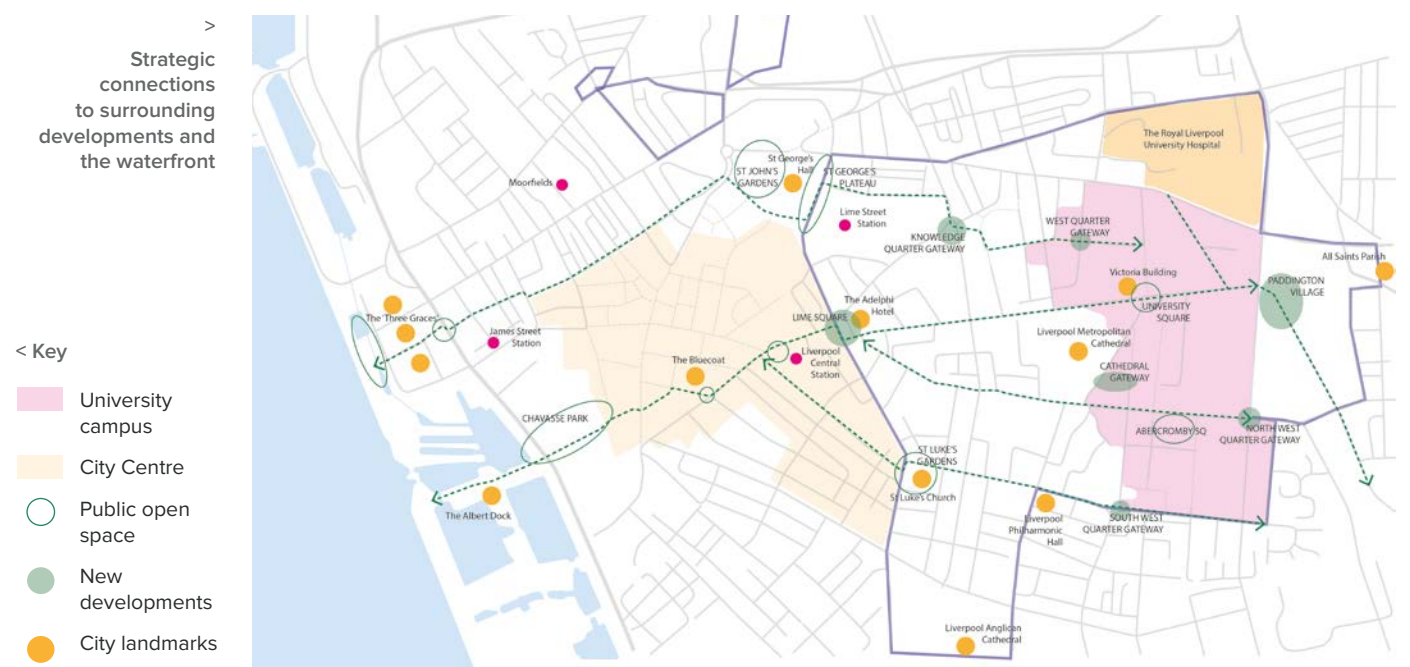 >
Strategic
connections
to surrounding
developments and
the waterfront
< Key
University
campus
City Centre
Public open
space
New
developments
City landmarks
The Royal Liverpool
University Hospital
St George's
Hall
ST JOHN'S
GARDENS
ST GEORGE'S
PLATEAU
Moorfields
Lime Street
Station
KNOWLEDGE
QUARTER GATEWAY
WEST QUARTER
GATEWAY
All Saints Parish
Victoria Building
PADDINGTON
VILLAGE
UNIVERSITY
SQUARE
The 'Three Graces'
James Street
Station
The Adelphi
Hotel
LIME SQUARE
Liverpool Metropolitan
Cathedral
Liverpool
Central
Station
The Bluecoat
CATHEDRAL
GATEWAY
CHAVASSE PARK
ABERCROMBY SQ
NORTH WEST
QUARTER GATEWAY
ST LUKE'S
GARDENS
St Luke's Church
The Albert Dock
Liverpool
Philharmonic
Hall
SOUTH WEST
QUARTER GATEWAY
Liverpool Anglican
Cathedral